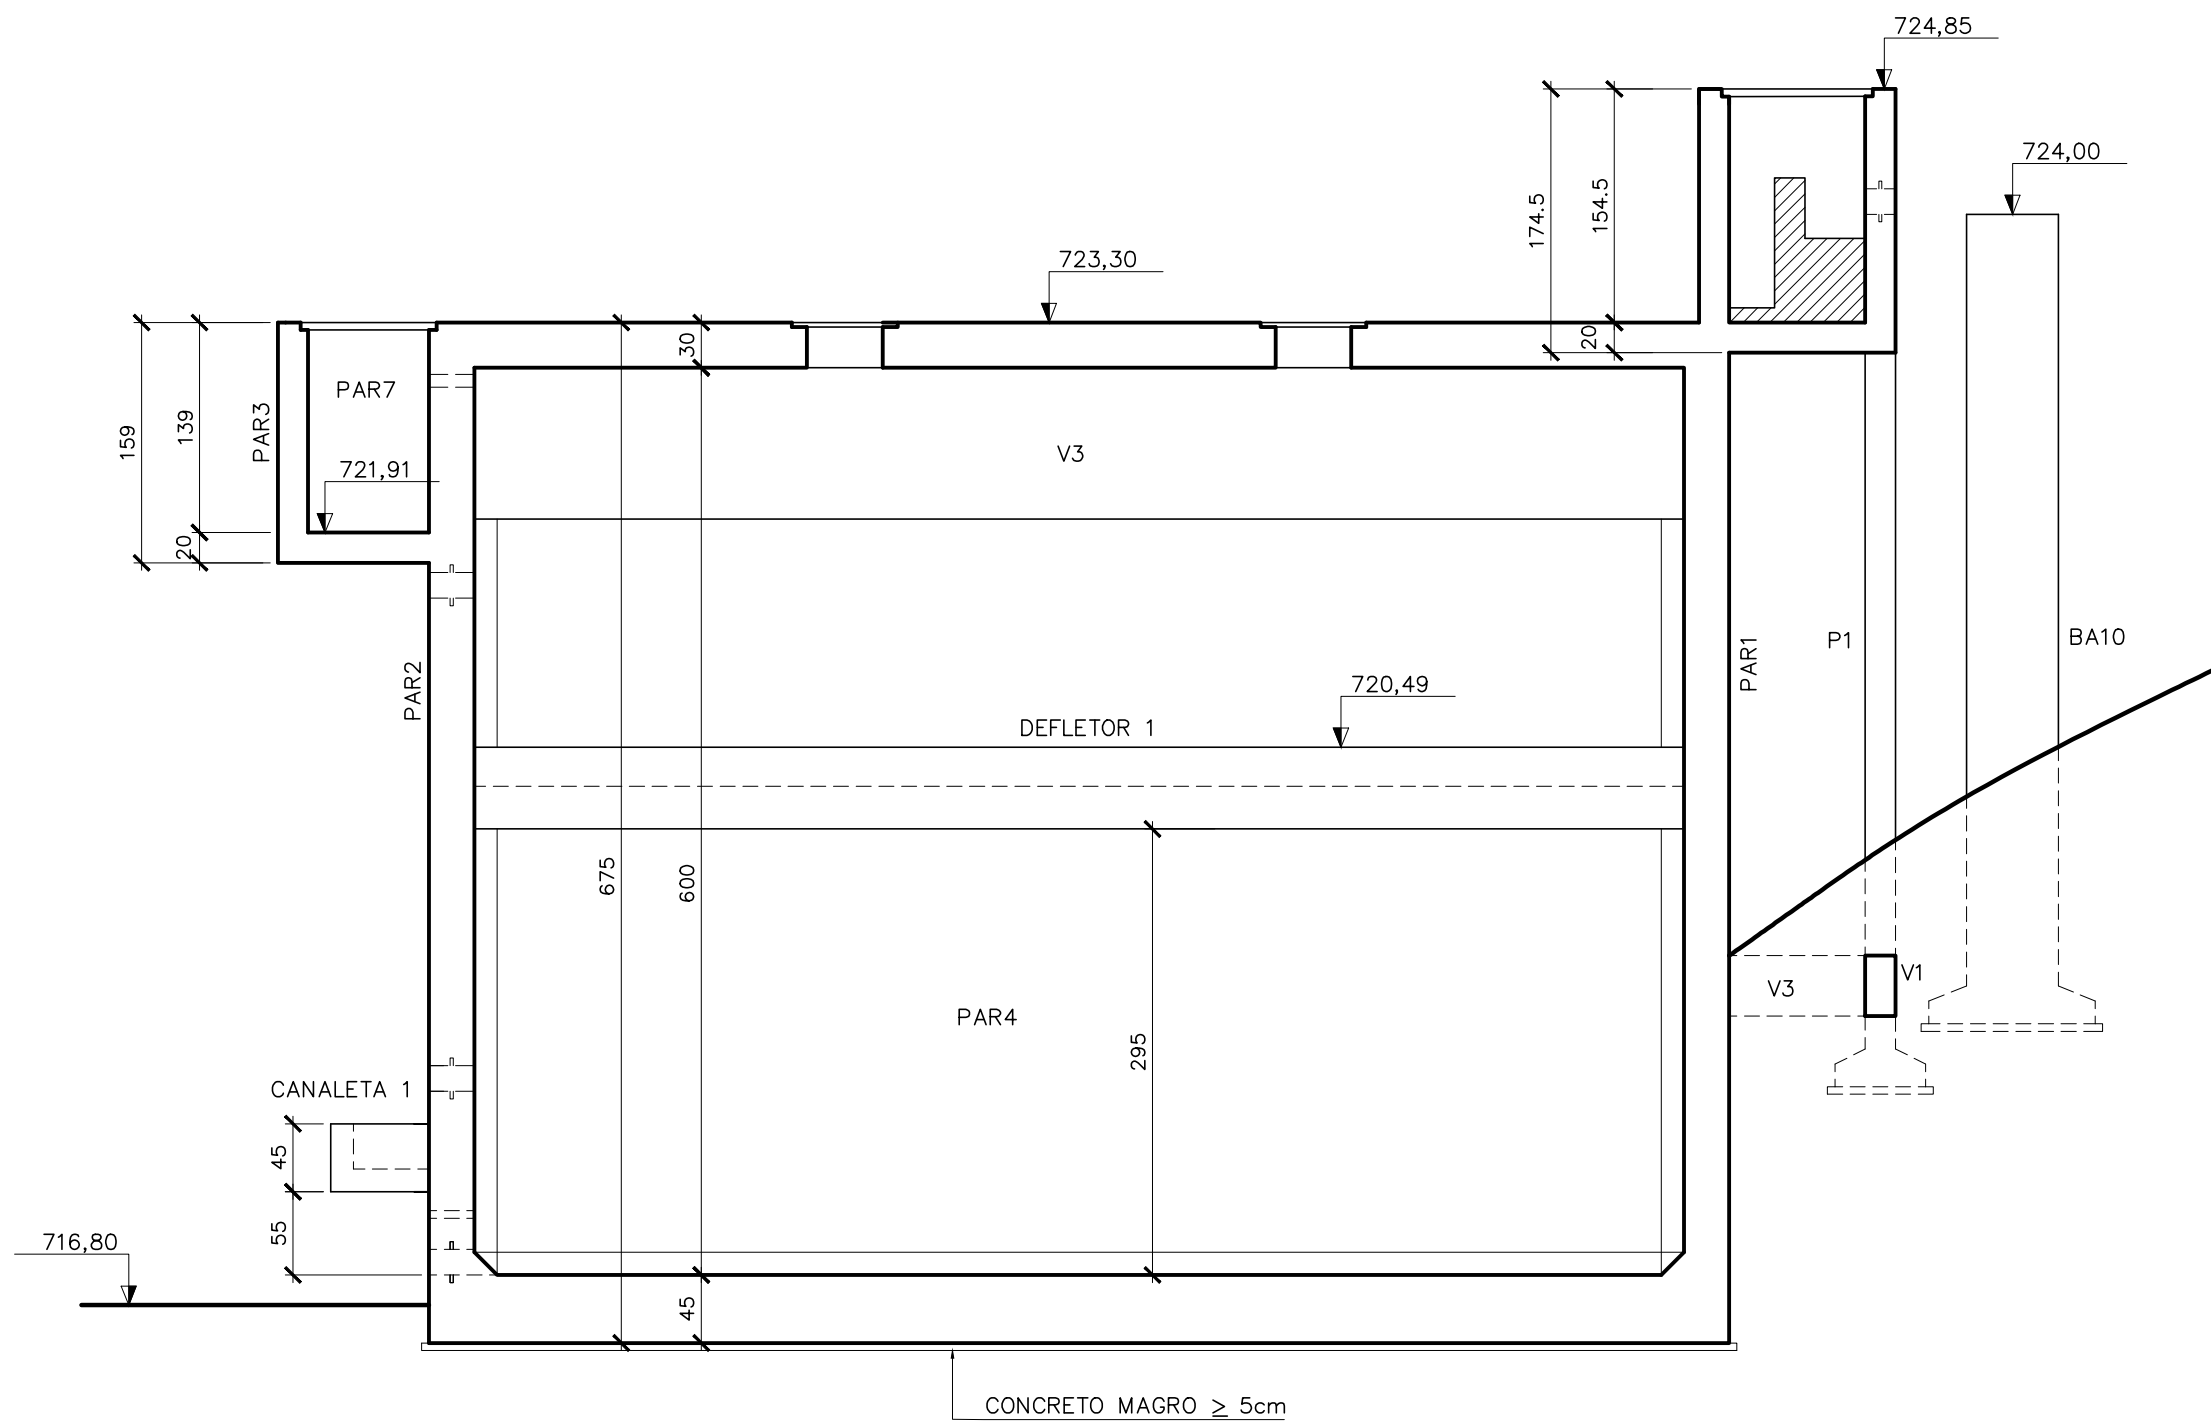 724,85
724,00
174.5
154.5
723,30
20
30
PAR7
PAR3
159
139
721,91
20
V3
PAR2
P1
PAR1
BA10
720,49
DEFLETOR 1
675
600
295
PAR4
V3
V1
CANALETA 1
45
55
716,80
45
CONCRETO MAGRO ≥ 5cm